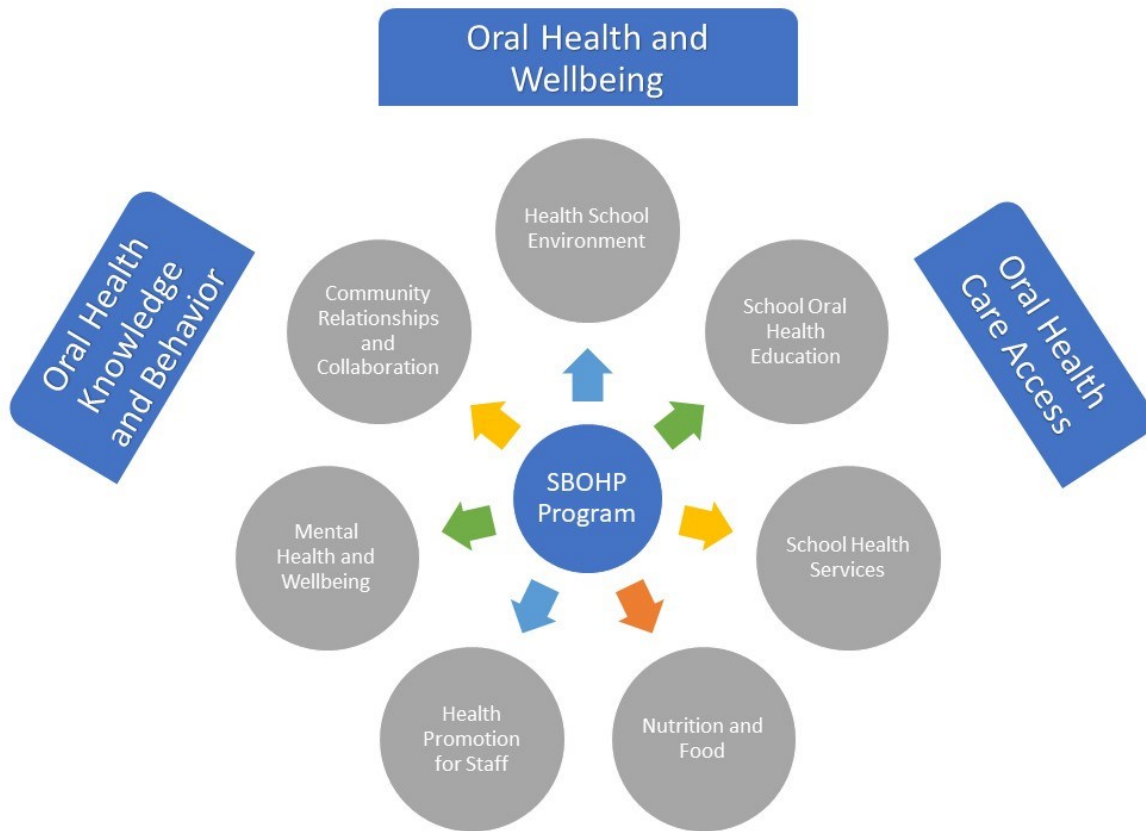 Oral Health and
Wellbeing
Oral Health
Knowledge
and Behavior
Oral Health
Care Access
Health School
Environment
School Oral
Health
Education
School Health
Services
Nutrition and
Food
Health
Promotion
for Staff
Mental
Health and
Wellbeing
Community
Relationships
and
Collaboration
SBOHP
Program